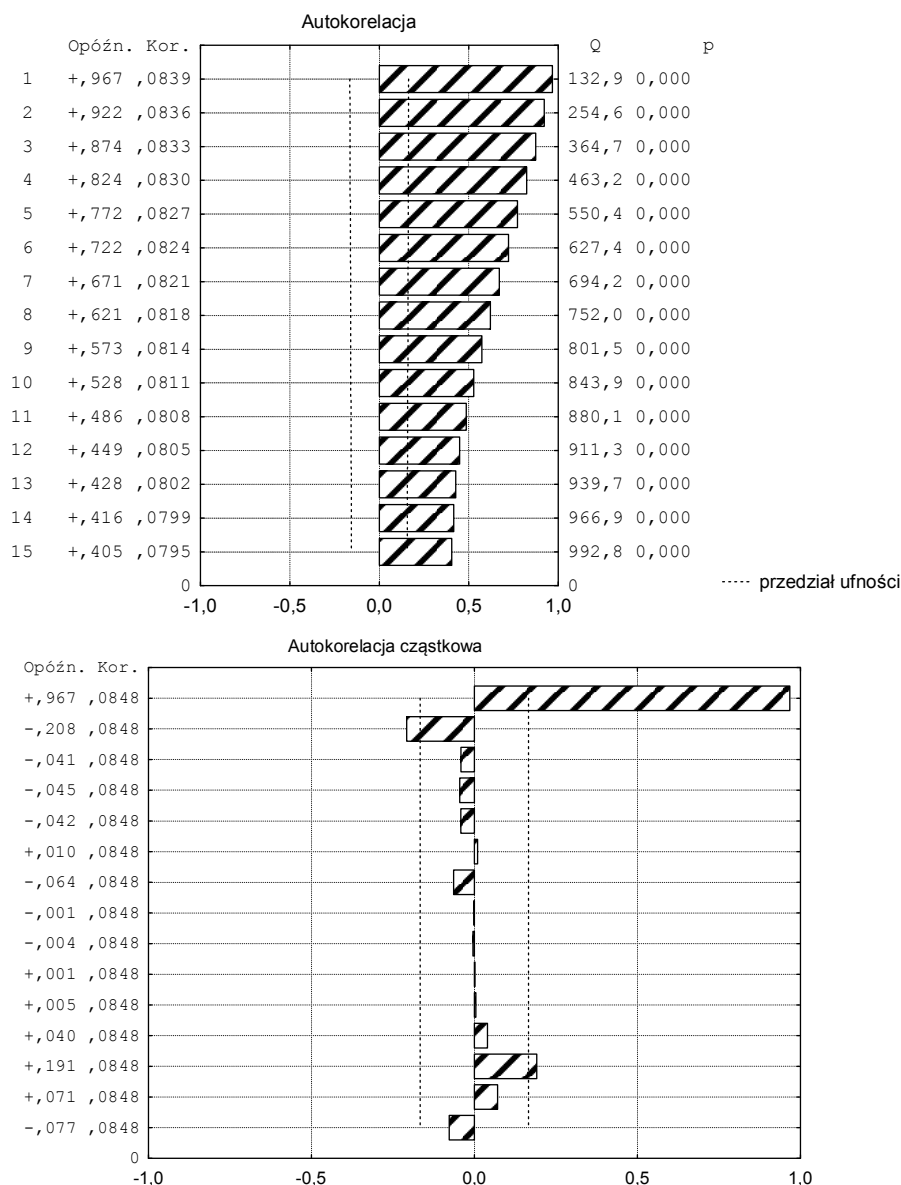 Autokorelacja
Opóźn. Kor. Q p
1 +,967 ,0839 132,9 0,000
2 +,922 ,0836 254,6 0,000
3 +,874 ,0833 364,7 0,000
4 +,824 ,0830 463,2 0,000
5 +,772 ,0827 550,4 0,000
6 +,722 ,0824 627,4 0,000
7 +,671 ,0821 694,2 0,000
8 +,621 ,0818 752,0 0,000
9 +,573 ,0814 801,5 0,000
10 +,528 ,0811 843,9 0,000
11 +,486 ,0808 880,1 0,000
12 +,449 ,0805 911,3 0,000
13 +,428 ,0802 939,7 0,000
14 +,416 ,0799 966,9 0,000
15 +,405 ,0795 992,8 0,000
0 0
przedział ufności
-1,0 -0,5 0,0 0,5 1,0
Autokorelacja cząstkowa
Opóźn. Kor.
+,967 ,0848
-,208 ,0848
-,041 ,0848
-,045 ,0848
-,042 ,0848
+,010 ,0848
-,064 ,0848
-,001 ,0848
-,004 ,0848
+,001 ,0848
+,005 ,0848
+,040 ,0848
+,191 ,0848
+,071 ,0848
-,077 ,0848
0
-1,0 -0,5 0,0 0,5 1,0